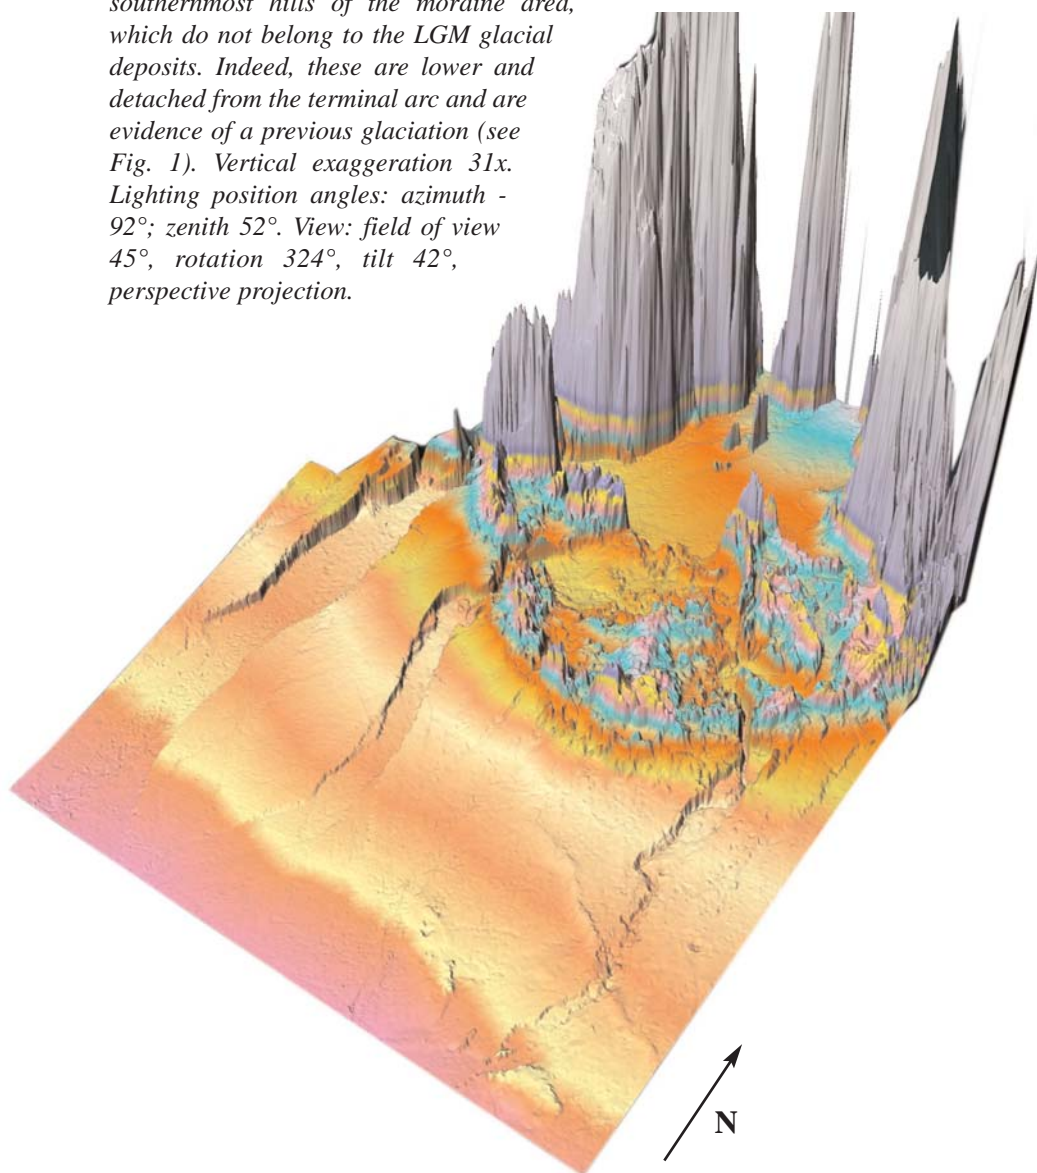 southernmost hills of the moraine area,
which do not belong to the LGM glacial
deposits. Indeed, these are lower and
detached from the terminal arc and are
evidence of a previous glaciation (see
Fig. 1). Vertical exaggeration 31x.
Lighting position angles: azimuth -
92°; zenith 52°. View: field of view
45°, rotation 324°, tilt 42°,
perspective projection.
N